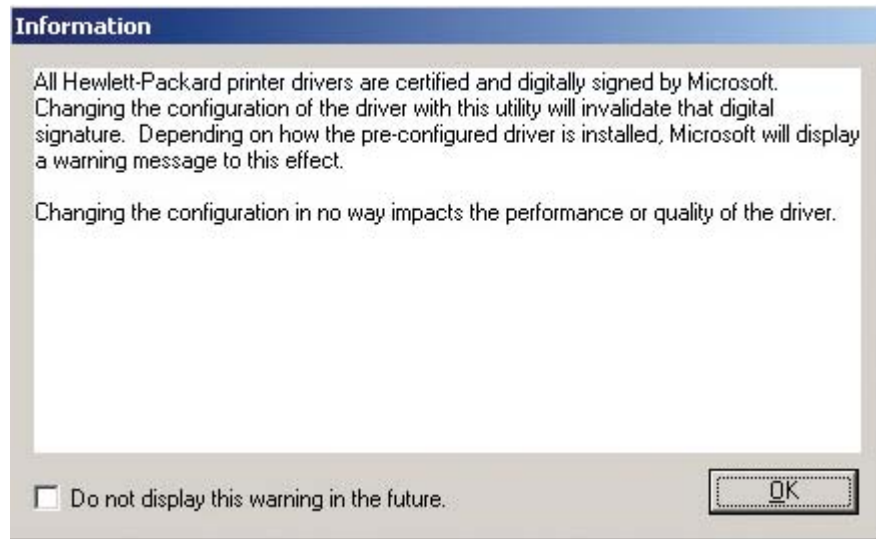 Information
All Hewlett-Packard printer drivers are certified and digitally signed by Microsoft.
Changing the configuration of the driver with this utility will invalidate that digital
signature.  Depending on how the pre-configured driver is installed, Microsoft will display
a warning message to this effect.
Changing the configuration in no way impacts the performance or quality of the driver.
Do not display this warning in the future.
OK